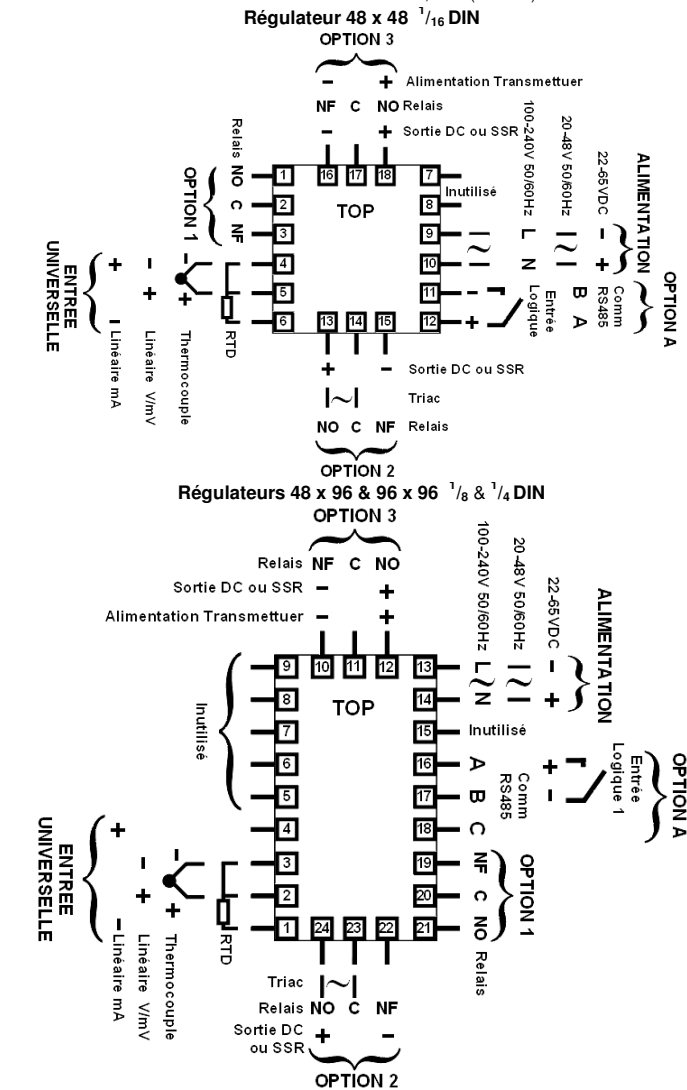 Régulateur 48 x 48 1/16 DIN
OPTION 3
− + Alimentation Transmettuer
NF C NO Relais
− + Sortie DC ou SSR
Relais
NO
C
NF
OPTION 1
16 17 18
1
2
3
4
5
6
7
8
9
10
11
12
TOP
13 14 15
Inutilisé
100-240V 50/60Hz
L
N
20-48V 50/60Hz
22-65VDC
−
+
ALIMENTATION
OPTION A
Comm
RS485
B
A
Entrée
Logique
−
+
ENTREE
UNIVERSELLE
+
−
Linéaire mA
−
+
Linéaire V/mV
−
+
Thermocouple
RTD
+ − Sortie DC ou SSR
~ Triac
NO C NF Relais
OPTION 2
Régulateurs 48 x 96 & 96 x 96 1/8 & 1/4 DIN
OPTION 3
Relais NF C NO
Sortie DC ou SSR − +
Alimentation Transmettuer − +
10 11 12
9
8
7
6
5
4
3
2
1
TOP
13
14
15
16
17
18
19
20
21
24 23 22
Inutilisé
100-240V 50/60Hz
L
N
20-48V 50/60Hz
22-65VDC
−
+
ALIMENTATION
Inutilisé
A
B
C
Comm
RS485
+
−
Entrée
Logique 1
OPTION A
NF
C
NO
Relais
OPTION 1
ENTREE
UNIVERSELLE
+
−
Linéaire mA
−
+
Linéaire V/mV
−
+
Thermocouple
RTD
Triac ~
Relais NO C NF
Sortie DC
ou SSR + −
OPTION 2